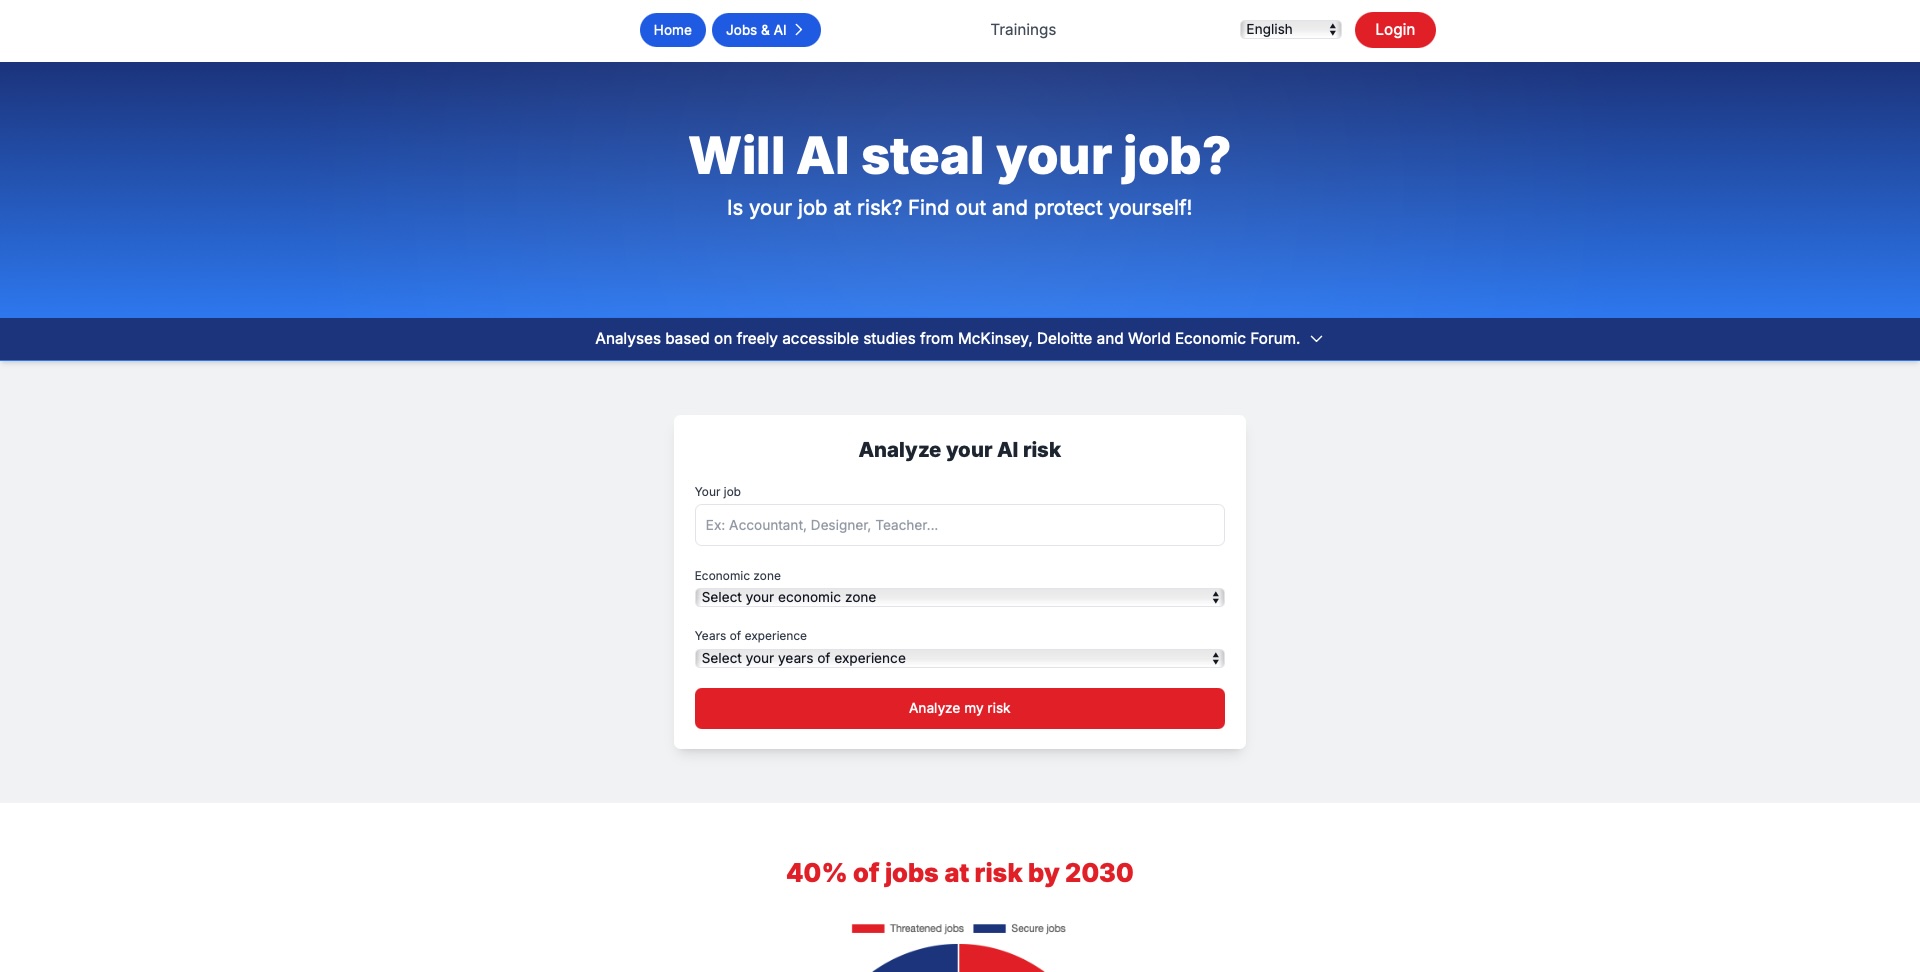 Home
Jobs & AI
Trainings
English
Login
Will AI steal your job?
Is your job at risk? Find out and protect yourself!
Analyses based on freely accessible studies from McKinsey, Deloitte and World Economic Forum.
Analyze your AI risk
Your job
Ex: Accountant, Designer, Teacher...
Economic zone
Select your economic zone
Years of experience
Select your years of experience
Analyze my risk
40% of jobs at risk by 2030
Threatened jobs
Secure jobs